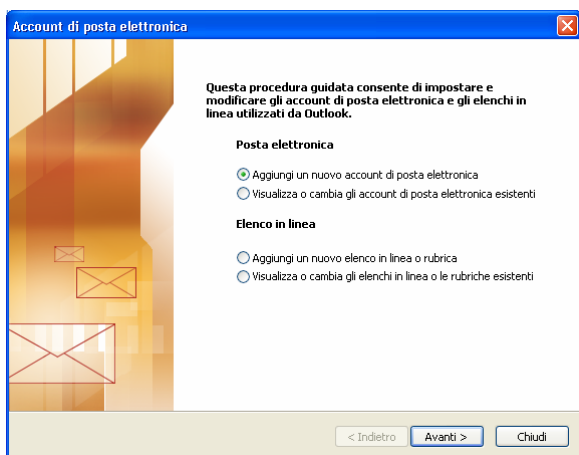 Account di posta elettronica
Questa procedura guidata consente di impostare e
modificare gli account di posta elettronica e gli elenchi in
linea utilizzati da Outlook.
Posta elettronica
Aggiungi un nuovo account di posta elettronica
Visualizza o cambia gli account di posta elettronica esistenti
Elenco in linea
Aggiungi un nuovo elenco in linea o rubrica
Visualizza o cambia gli elenchi in linea o le rubriche esistenti
< Indietro Avanti > Chiudi